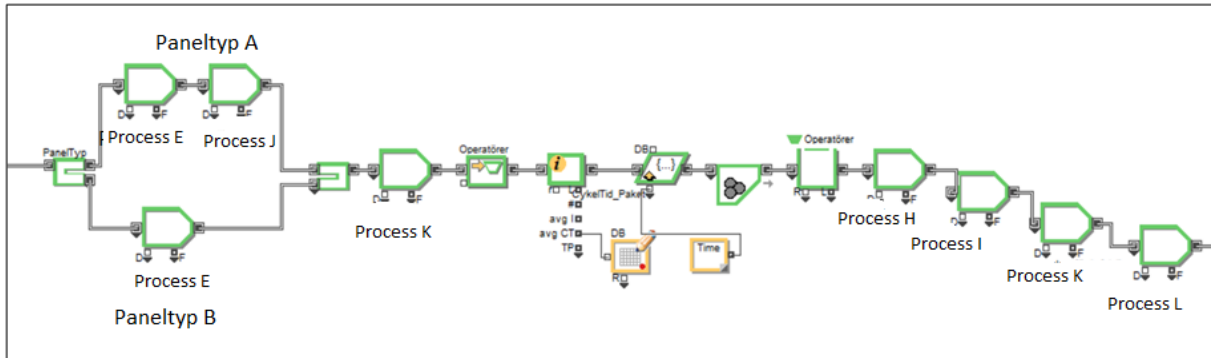 Paneltyp A
D
F
D
F
Process E
Process J
PanelTyp
D
F
Process E
Paneltyp B
D
F
Process K
Operatörer
i
#
avg I
avg CT
TP
CykelTid_Paket
DB
R
DB
{...}
Time
Operatörer
R
L
F
Process H
D
F
Process I
D
F
Process K
D
F
Process L